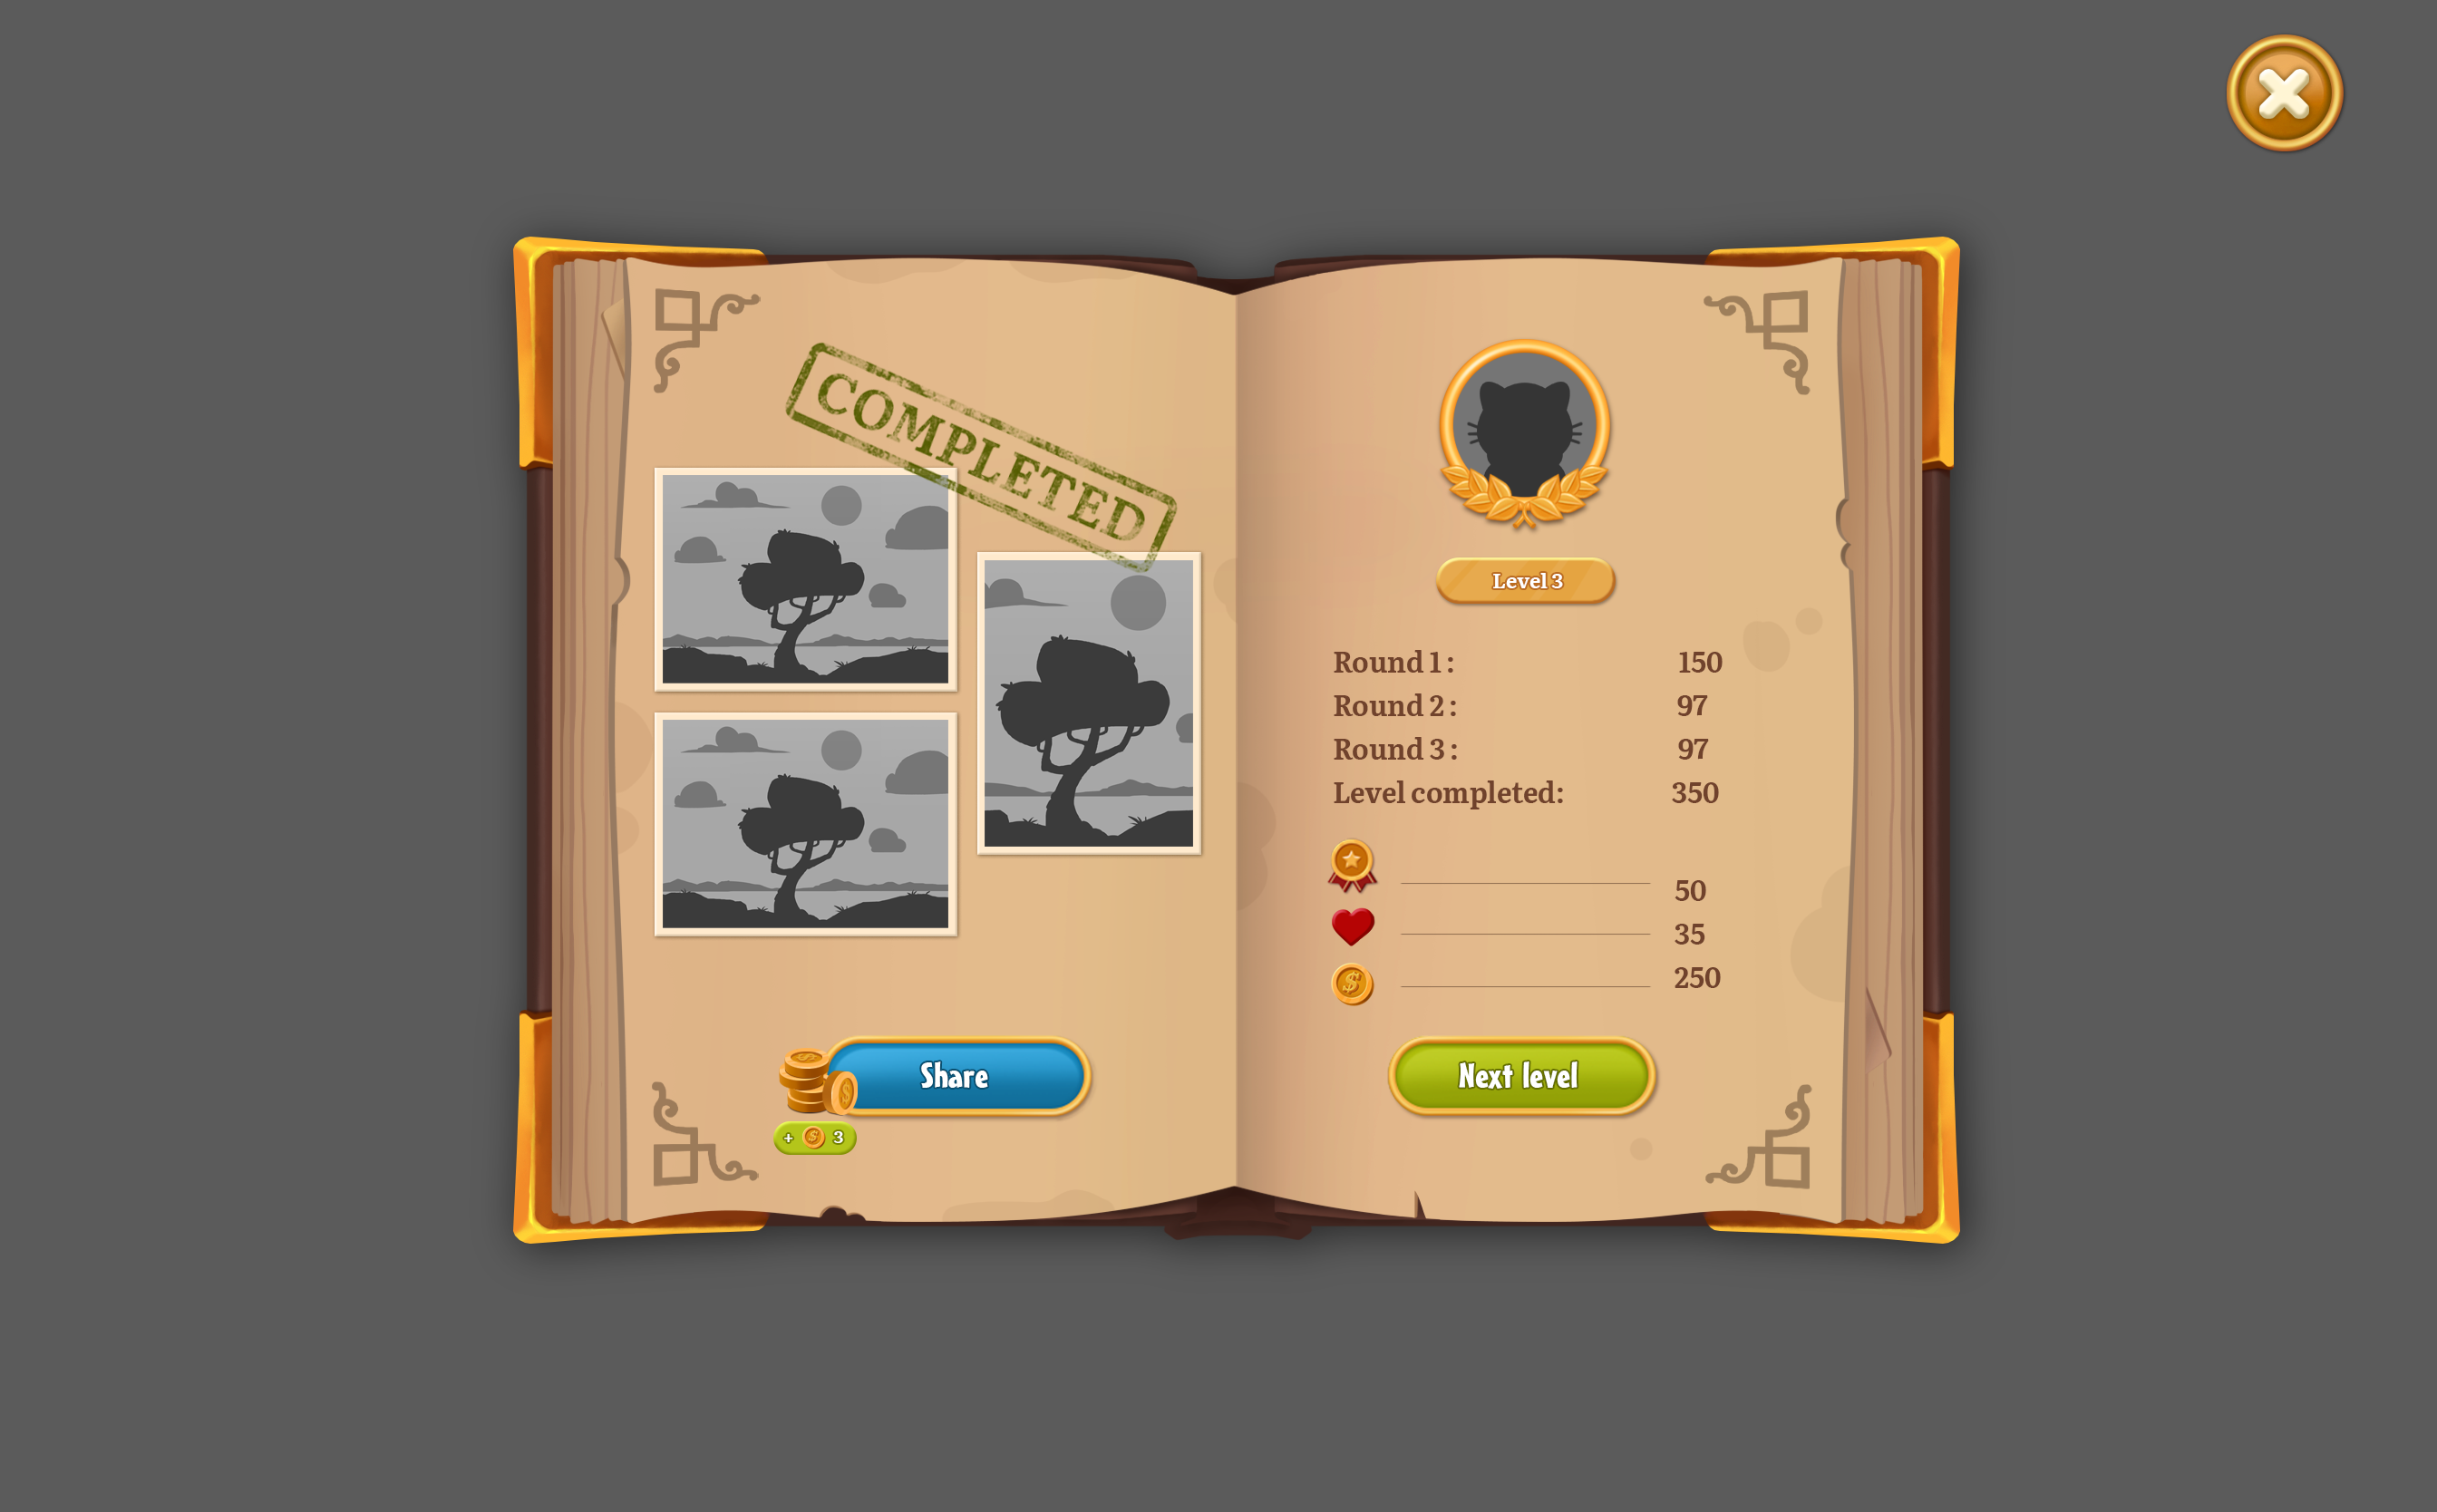 COMPLETED
Share
+ 3
Level 3
Round 1: 150
Round 2: 97
Round 3: 97
Level completed: 350
50
35
250
Next level